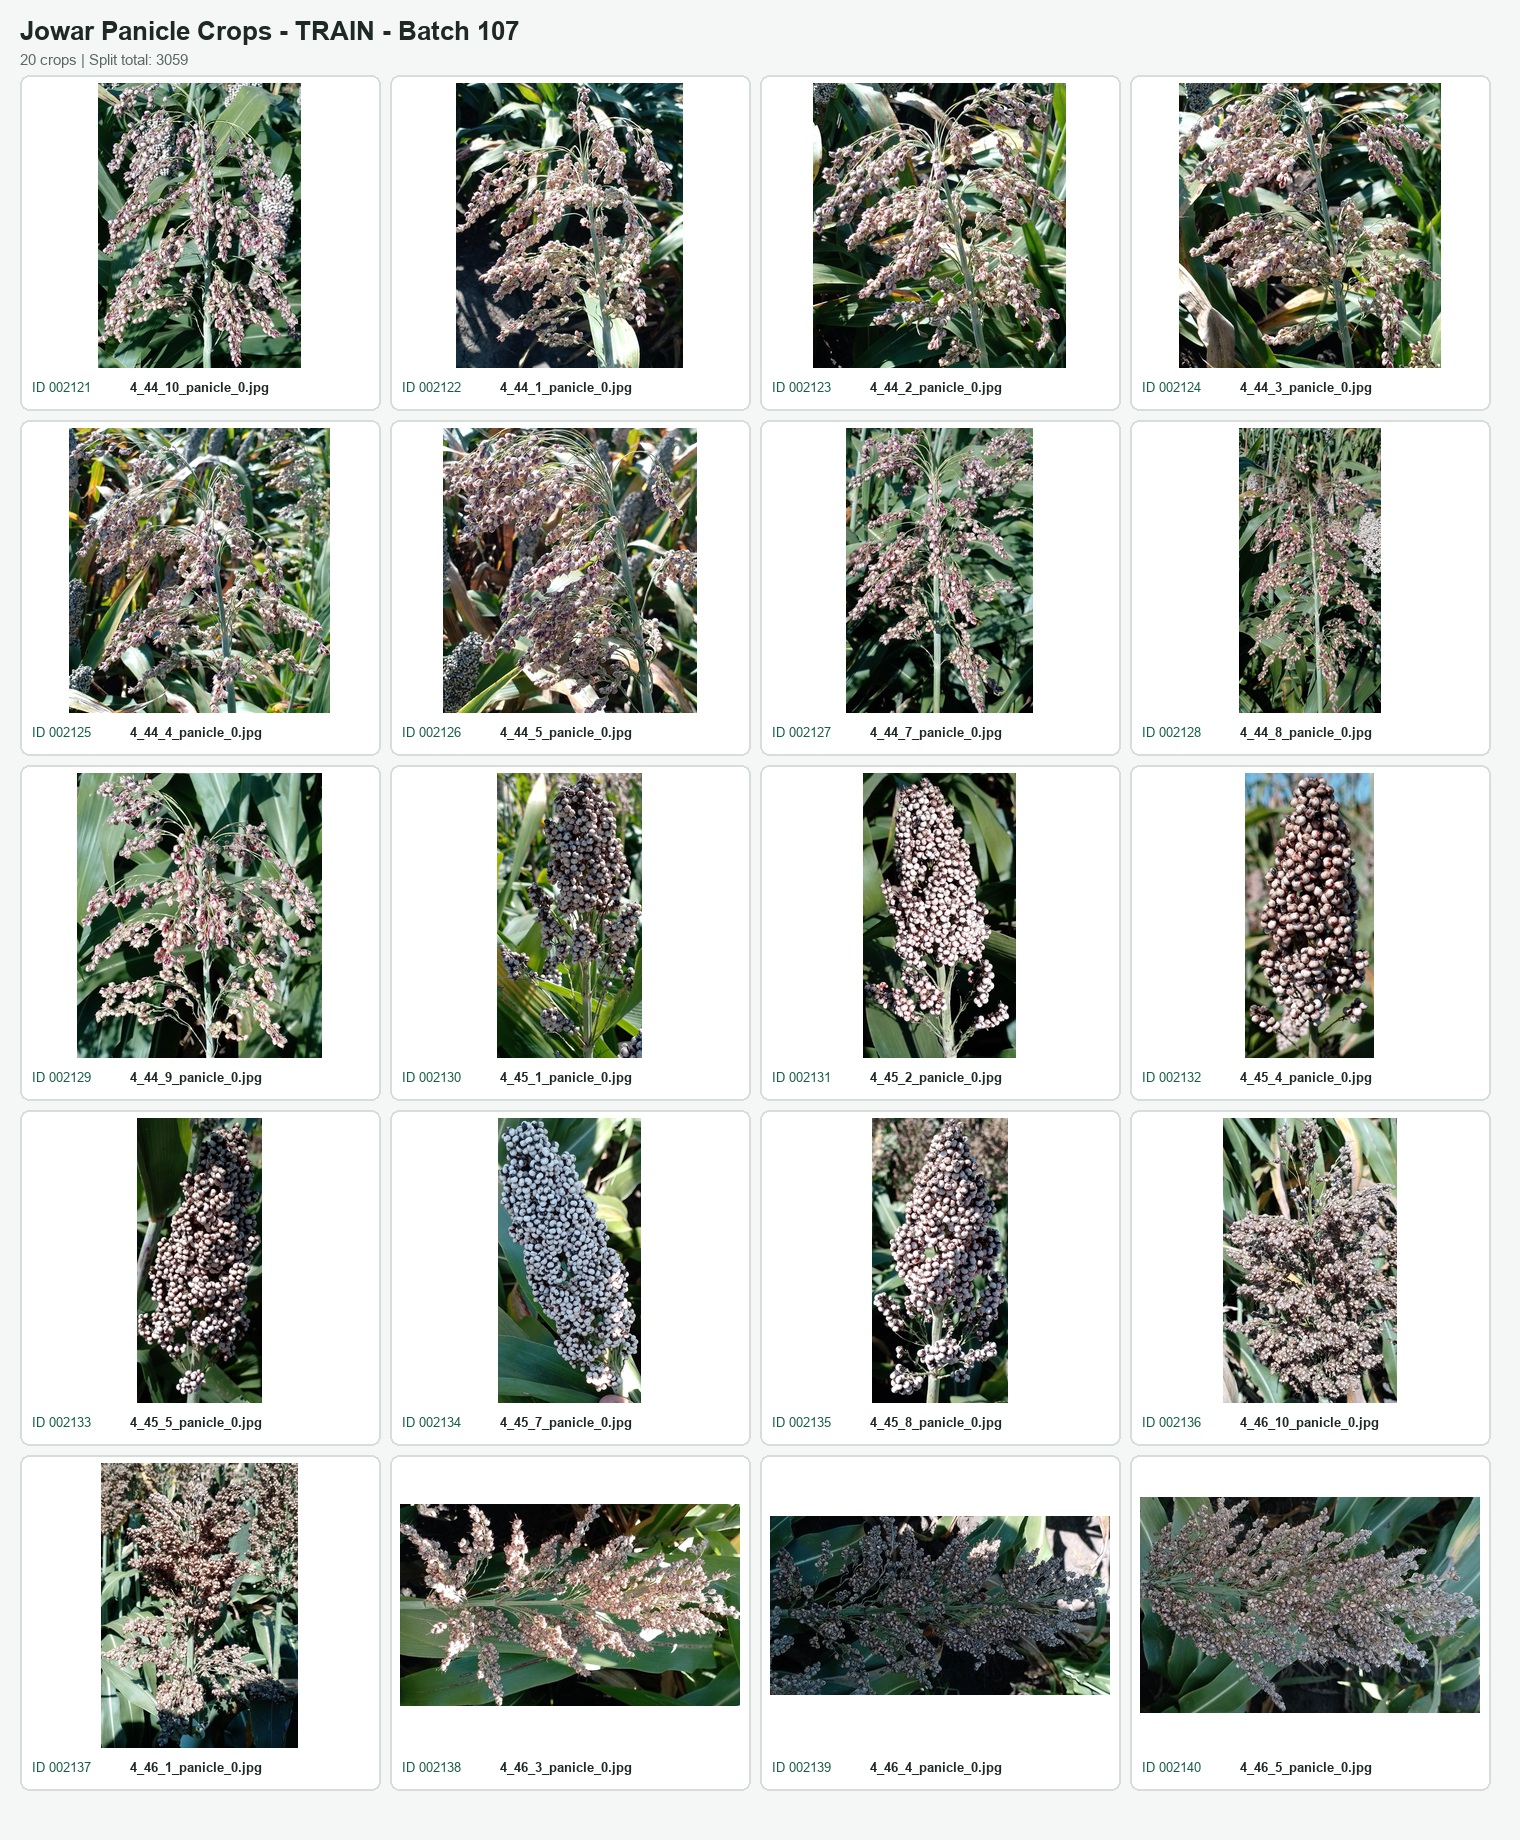 Jowar Panicle Crops - TRAIN - Batch 107
20 crops | Split total: 3059
ID 002121 4_44_10_panicle_0.jpg
ID 002122 4_44_1_panicle_0.jpg
ID 002123 4_44_2_panicle_0.jpg
ID 002124 4_44_3_panicle_0.jpg
ID 002125 4_44_4_panicle_0.jpg
ID 002126 4_44_5_panicle_0.jpg
ID 002127 4_44_7_panicle_0.jpg
ID 002128 4_44_8_panicle_0.jpg
ID 002129 4_44_9_panicle_0.jpg
ID 002130 4_45_1_panicle_0.jpg
ID 002131 4_45_2_panicle_0.jpg
ID 002132 4_45_4_panicle_0.jpg
ID 002133 4_45_5_panicle_0.jpg
ID 002134 4_45_7_panicle_0.jpg
ID 002135 4_45_8_panicle_0.jpg
ID 002136 4_46_10_panicle_0.jpg
ID 002137 4_46_1_panicle_0.jpg
ID 002138 4_46_3_panicle_0.jpg
ID 002139 4_46_4_panicle_0.jpg
ID 002140 4_46_5_panicle_0.jpg